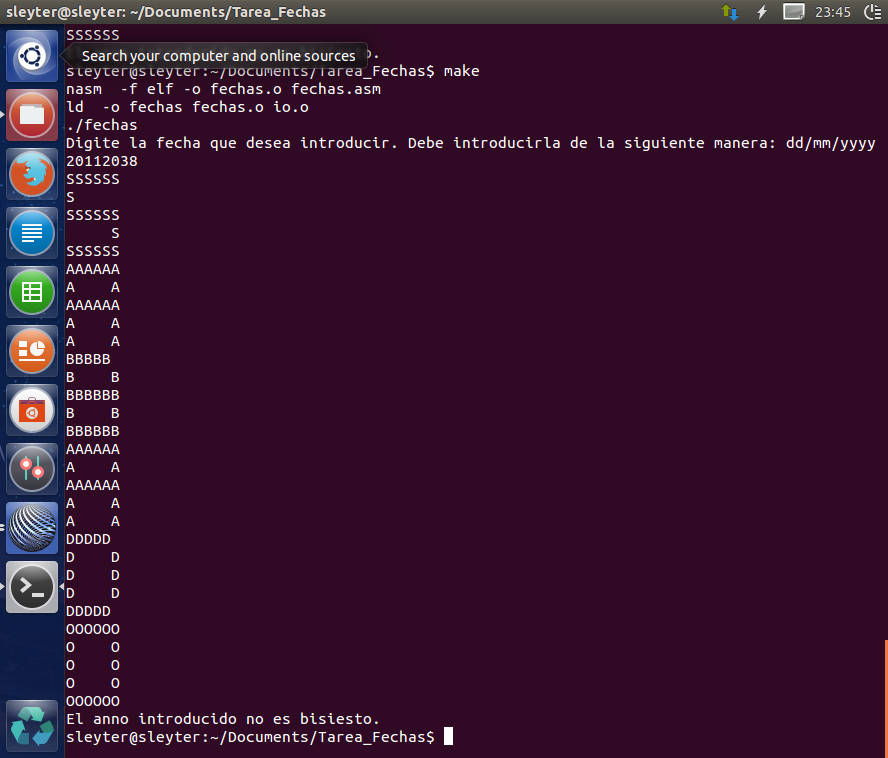 sleyter@sleyter: ~/Documents/Tarea_Fechas
23:45
SSSSSS
Search your computer and online sources
sleyter@sleyter:~/Documents/Tarea_Fechas$ make
nasm  -f elf -o fechas.o fechas.asm
ld  -o fechas fechas.o io.o
./fechas
Digite la fecha que desea introducir. Debe introducirla de la siguiente manera: dd/mm/yyyy
20112038
SSSSSS
S
SSSSSS
     S
SSSSSS
AAAAAA
A    A
AAAAAA
A    A
A    A
BBBBB
B    B
BBBBBB
B    B
BBBBBB
AAAAAA
A    A
AAAAAA
A    A
A    A
DDDDD
D    D
D    D
D    D
DDDDD
OOOOOO
O    O
O    O
O    O
OOOOOO
El anno introducido no es bisiesto.
sleyter@sleyter:~/Documents/Tarea_Fechas$